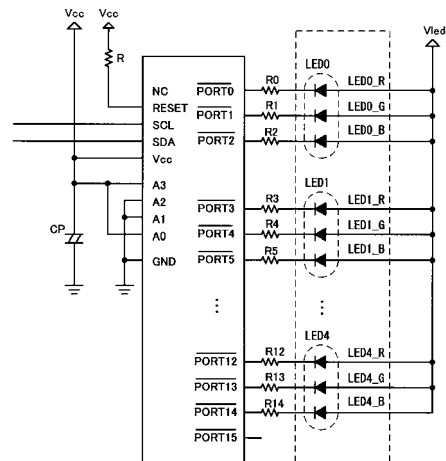 Vcc Vcc Vled
R
LED0
NC PORT0 R0 LED0_R
RESET PORT1 R1 LED0_G
SCL
SDA PORT2 R2 LED0_B
Vcc
A3 LED1
A2 PORT3 R3 LED1_R
A1
CP A0 PORT4 R4 LED1_G
GND PORT5 R5 LED1_B
LED4
PORT12 R12 LED4_R
PORT13 R13 LED4_G
PORT14 R14 LED4_B
PORT15